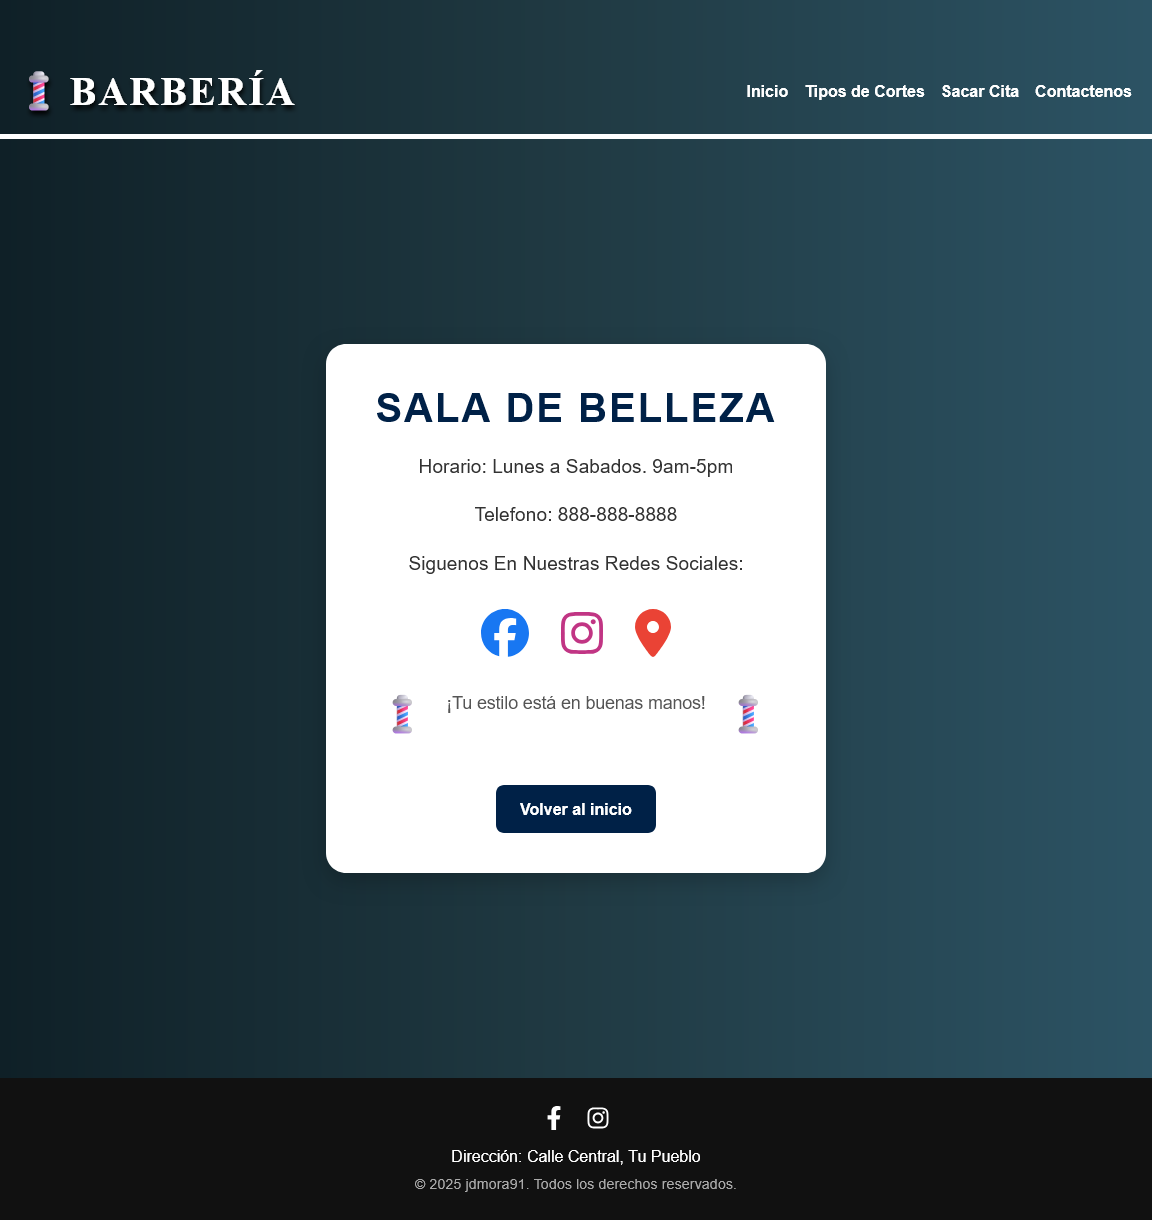 BARBERÍA
Inicio Tipos de Cortes Sacar Cita Contactenos
SALA DE BELLEZA
Horario: Lunes a Sabados. 9am-5pm
Telefono: 888-888-8888
Siguenos En Nuestras Redes Sociales:
¡Tu estilo está en buenas manos!
Volver al inicio
Dirección: Calle Central, Tu Pueblo
© 2025 jdmora91. Todos los derechos reservados.